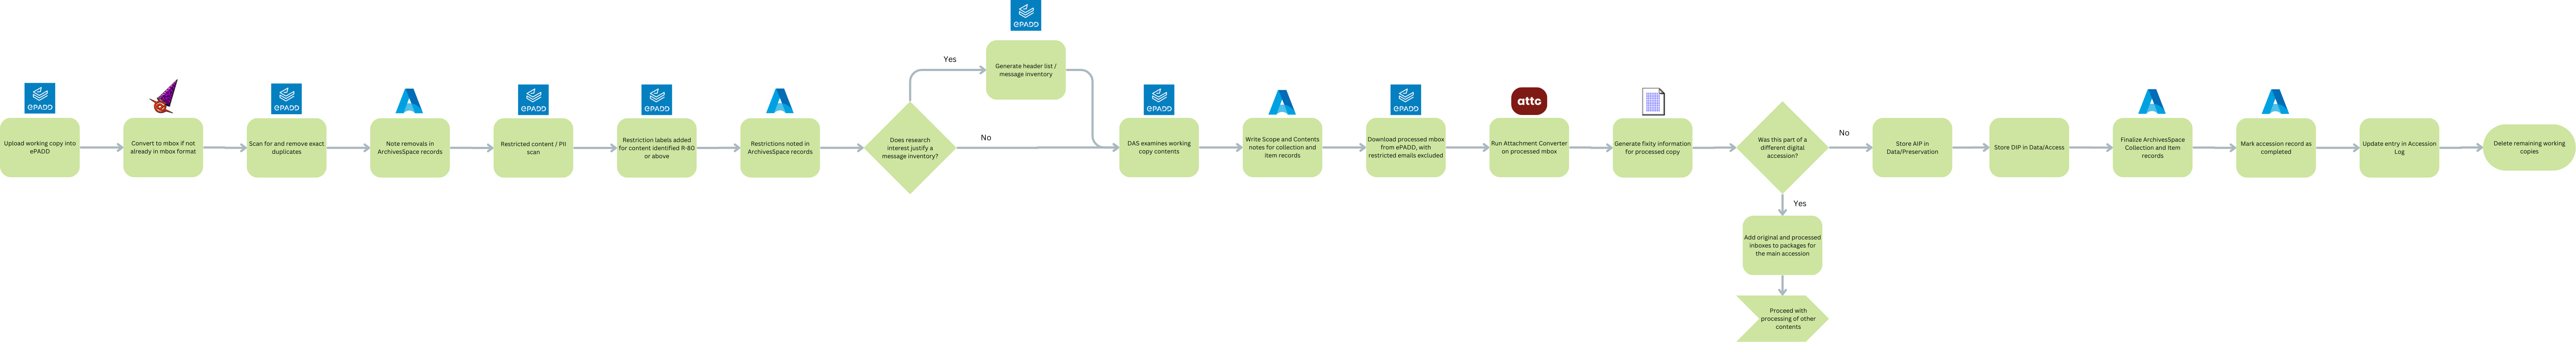 ePADD
Upload working copy into
ePADD
Convert to mbox if not
already in mbox format
ePADD
Scan for and remove exact
duplicates
Note removals in
ArchivesSpace records
ePADD
Restricted content / PII
scan
ePADD
Restriction labels added
for content identified R-80
or above
Restrictions noted in
ArchivesSpace records
Does research
interest justify a
message inventory?
Yes
ePADD
Generate header list /
message inventory
No
ePADD
DAS examines working
copy contents
Write Scope and Contents
notes for collection and
item records
ePADD
Download processed mbox
from ePADD, with
restricted emails excluded
attc
Run Attachment Converter
on processed mbox
Generate fixity information
for processed copy
Was this part of a
different digital
accession?
Yes
Add original and processed
inboxes to packages for
the main accession
Proceed with
processing of other
contents
No
Store AIP in
Data/Preservation
Store DIP in Data/Access
Finalize ArchivesSpace
Collection and Item
records
Mark accession record as
completed
Update entry in Accession
Log
Delete remaining working
copies